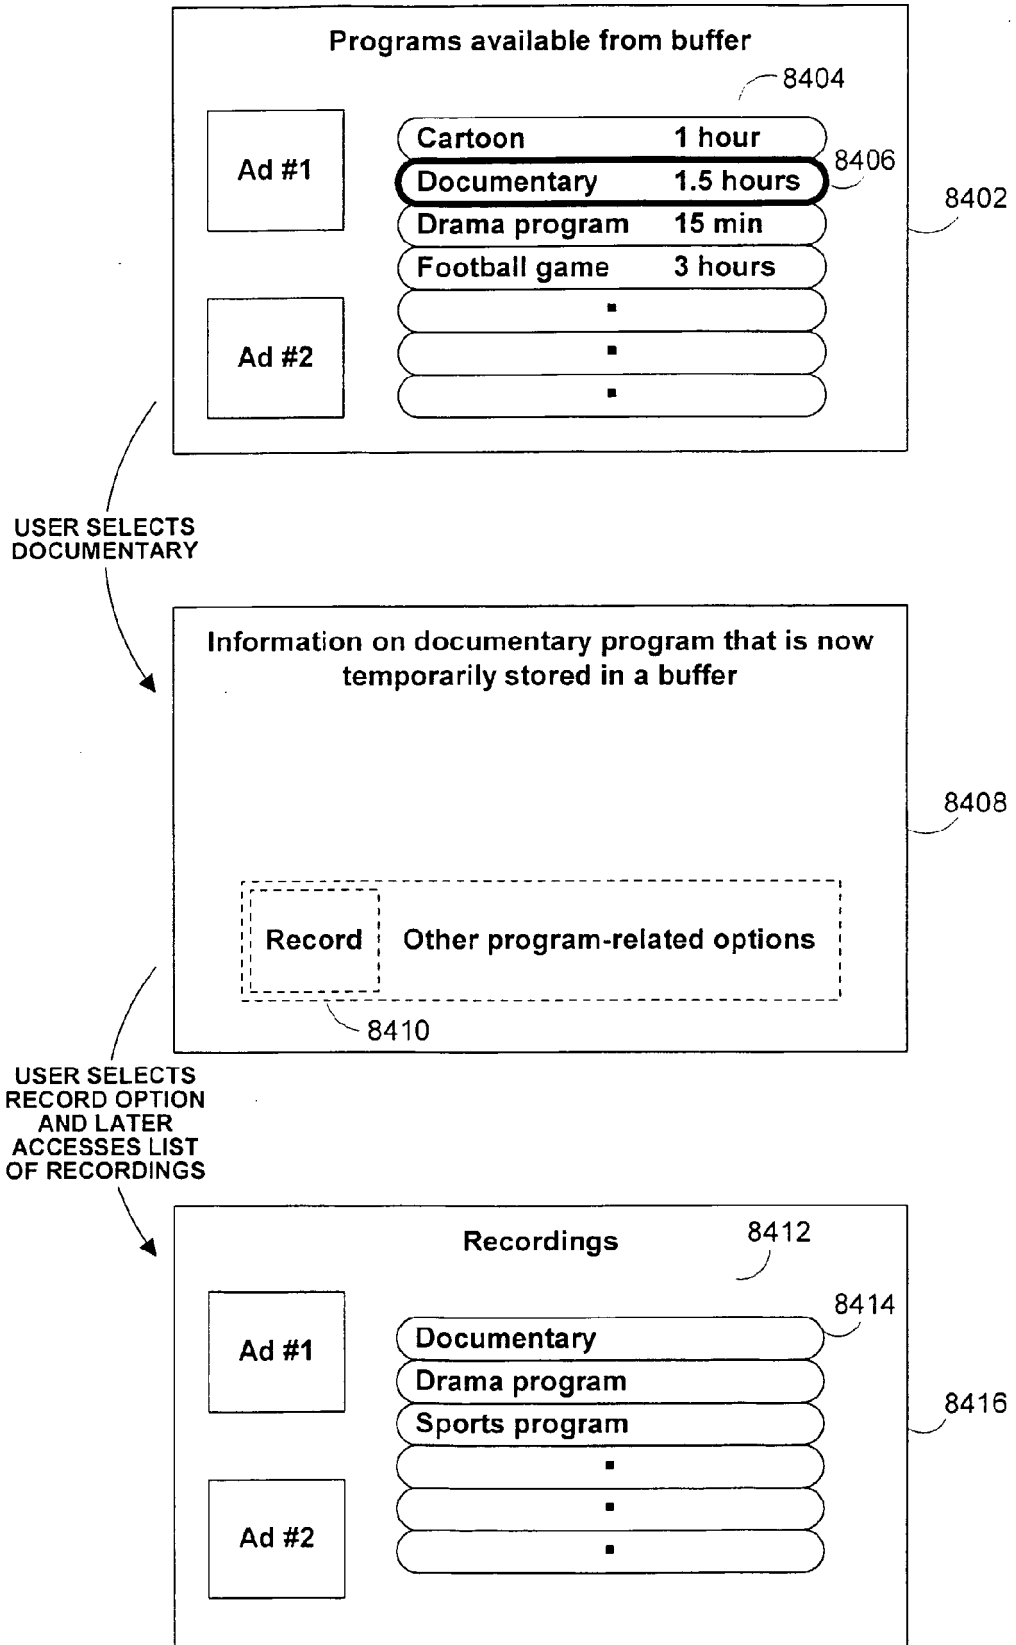 Programs available from buffer
8404
Ad #1
Cartoon 1 hour
8406
Documentary 1.5 hours
8402
Drama program 15 min
Football game 3 hours
Ad #2
USER SELECTS
DOCUMENTARY
Information on documentary program that is now
temporarily stored in a buffer
8408
Record Other program-related options
8410
USER SELECTS
RECORD OPTION
AND LATER
ACCESSES LIST
OF RECORDINGS
Recordings
8412
8414
Ad #1
Documentary
Drama program
8416
Sports program
Ad #2